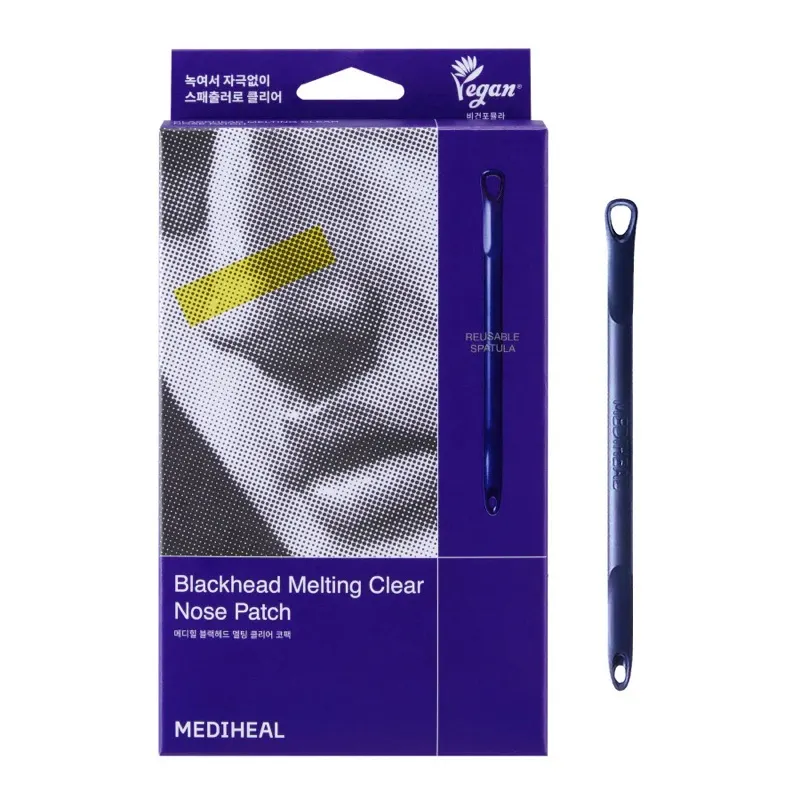 녹여서 자극없이
스패출러로 클리어
Vegan®
비건포뮬라
REUSABLE
SPATULA
MEDIHEAL
Blackhead Melting Clear
Nose Patch
메디힐 블랙헤드 멜팅 클리어 코팩
MEDIHEAL